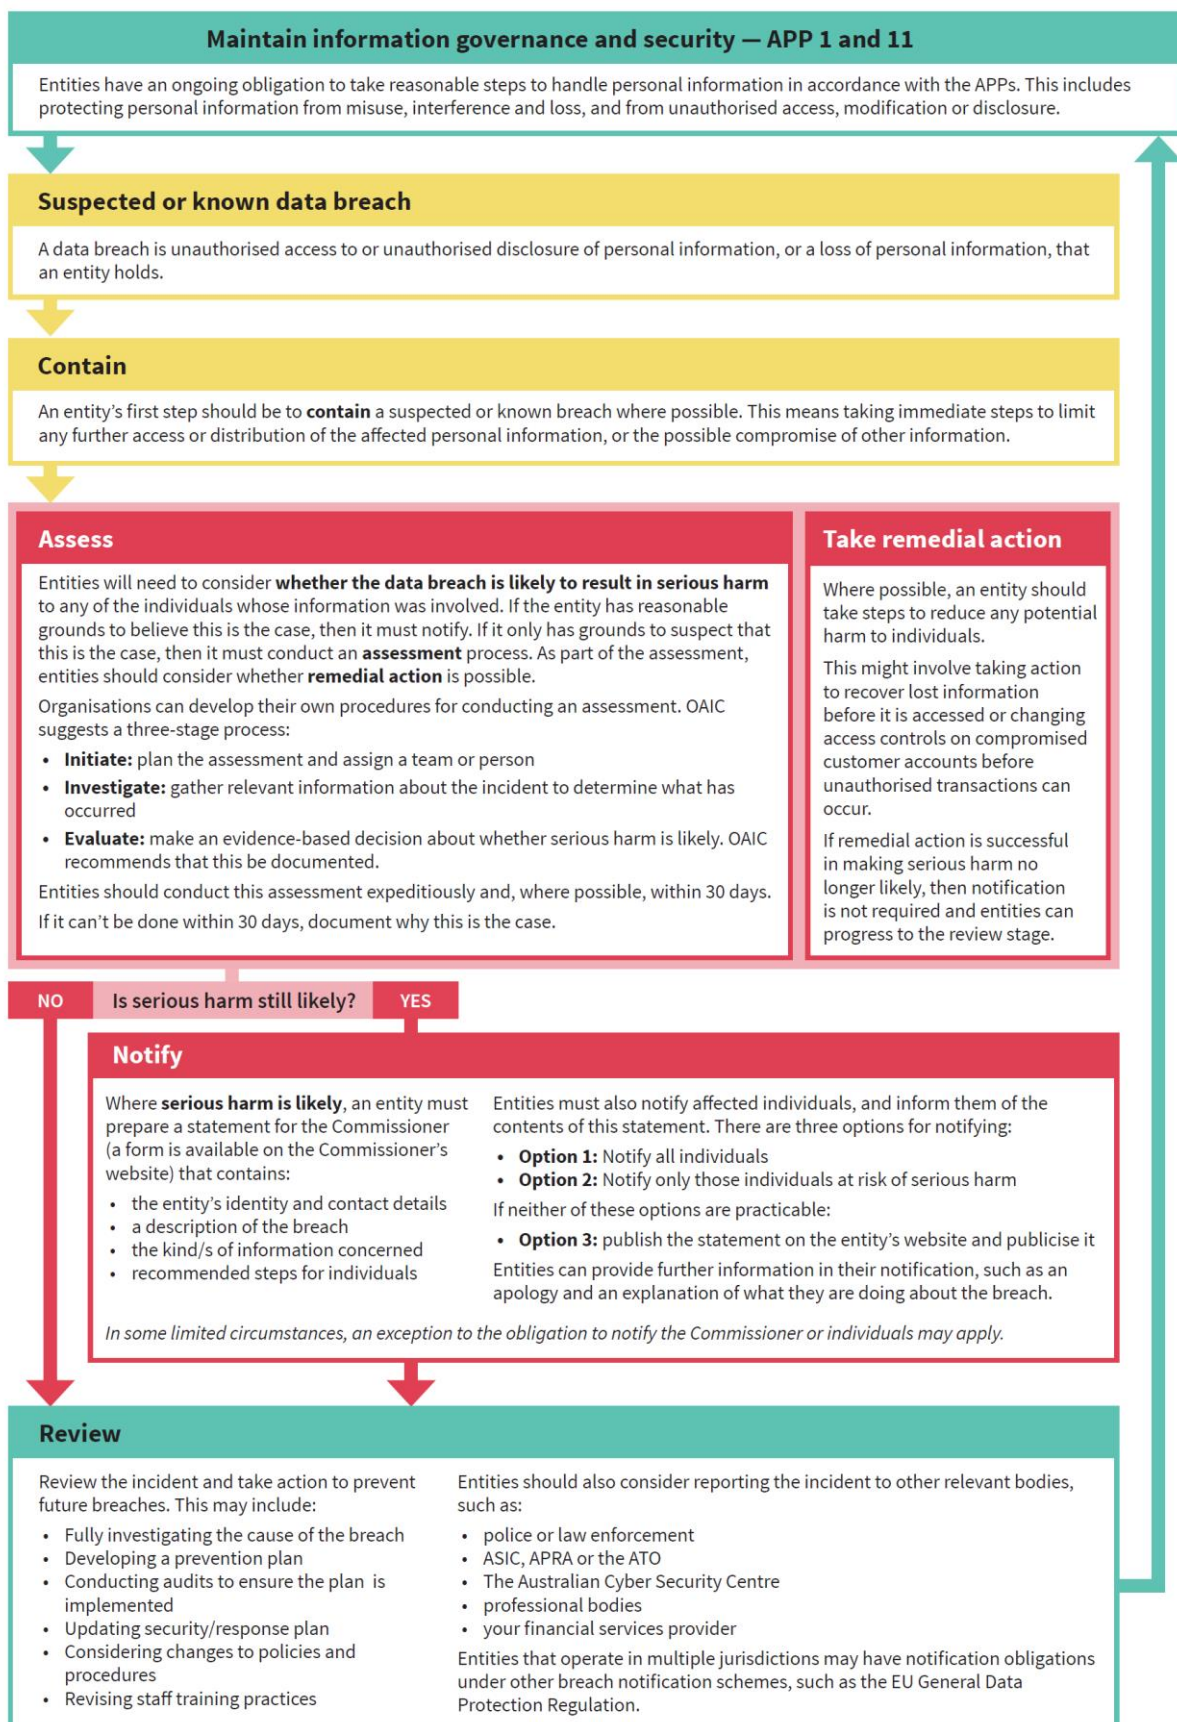 Maintain information governance and security — APP 1 and 11
Entities have an ongoing obligation to take reasonable steps to handle personal information in accordance with the APPs. This includes
protecting personal information from misuse, interference and loss, and from unauthorised access, modification or disclosure.
Suspected or known data breach
A data breach is unauthorised access to or unauthorised disclosure of personal information, or a loss of personal information, that
an entity holds.
Contain
An entity’s first step should be to contain a suspected or known breach where possible. This means taking immediate steps to limit
any further access or distribution of the affected personal information, or the possible compromise of other information.
Assess
Entities will need to consider whether the data breach is likely to result in serious harm
to any of the individuals whose information was involved. If the entity has reasonable
grounds to believe this is the case, then it must notify. If it only has grounds to suspect that
this is the case, then it must conduct an assessment process. As part of the assessment,
entities should consider whether remedial action is possible.
Organisations can develop their own procedures for conducting an assessment. OAIC
suggests a three-stage process:
• Initiate: plan the assessment and assign a team or person
• Investigate: gather relevant information about the incident to determine what has
occurred
• Evaluate: make an evidence-based decision about whether serious harm is likely. OAIC
recommends that this be documented.
Entities should conduct this assessment expeditiously and, where possible, within 30 days.
If it can’t be done within 30 days, document why this is the case.
Take remedial action
Where possible, an entity should
take steps to reduce any potential
harm to individuals.
This might involve taking action
to recover lost information
before it is accessed or changing
access controls on compromised
customer accounts before
unauthorised transactions can
occur.
If remedial action is successful
in making serious harm no
longer likely, then notification
is not required and entities can
progress to the review stage.
NO Is serious harm still likely? YES
Notify
Where serious harm is likely, an entity must
prepare a statement for the Commissioner
(a form is available on the Commissioner’s
website) that contains:
• the entity’s identity and contact details
• a description of the breach
• the kind/s of information concerned
• recommended steps for individuals
Entities must also notify affected individuals, and inform them of the
contents of this statement. There are three options for notifying:
• Option 1: Notify all individuals
• Option 2: Notify only those individuals at risk of serious harm
If neither of these options are practicable:
• Option 3: publish the statement on the entity’s website and publicise it
Entities can provide further information in their notification, such as an
apology and an explanation of what they are doing about the breach.
In some limited circumstances, an exception to the obligation to notify the Commissioner or individuals may apply.
Review
Review the incident and take action to prevent
future breaches. This may include:
• Fully investigating the cause of the breach
• Developing a prevention plan
• Conducting audits to ensure the plan is
implemented
• Updating security/response plan
• Considering changes to policies and
procedures
• Revising staff training practices
Entities should also consider reporting the incident to other relevant bodies,
such as:
• police or law enforcement
• ASIC, APRA or the ATO
• The Australian Cyber Security Centre
• professional bodies
• your financial services provider
Entities that operate in multiple jurisdictions may have notification obligations
under other breach notification schemes, such as the EU General Data
Protection Regulation.